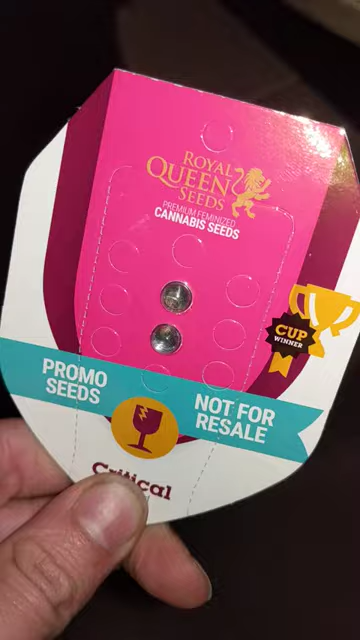 ROYAL
QUEEN
SEEDS
PREMIUM FEMINIZED
CANNABIS SEEDS
CUP
WINNER
PROMO
SEEDS
NOT FOR
RESALE
Critical